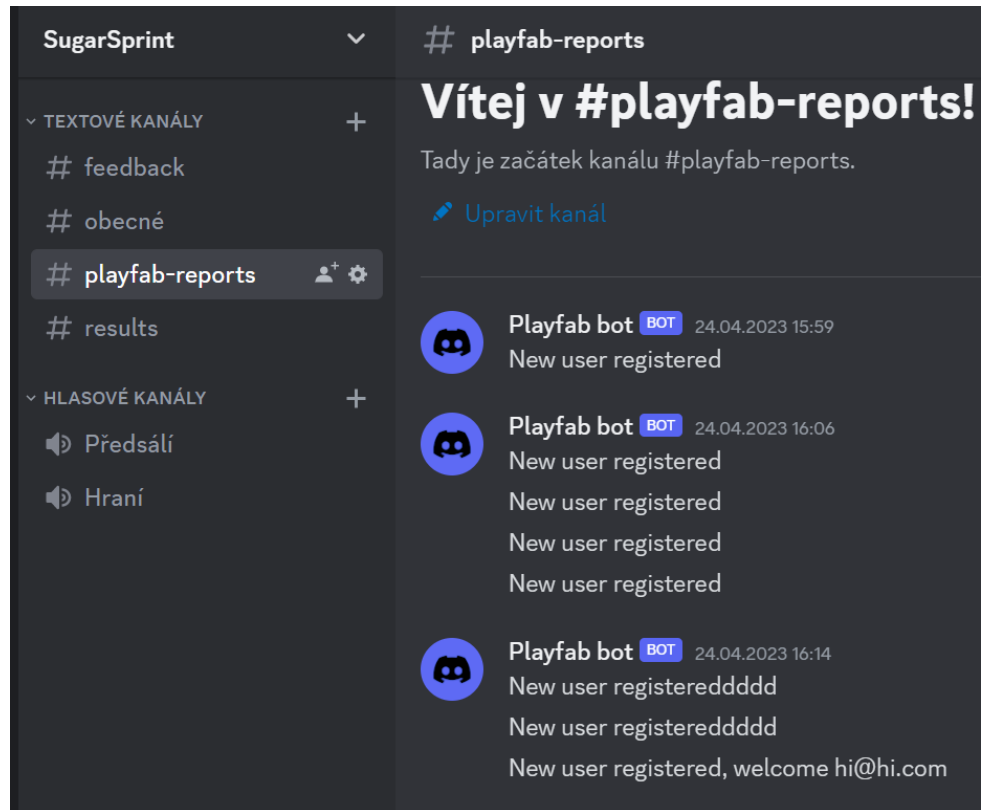 SugarSprint
TEXTOVÉ KANÁLY
feedback
obecné
playfab-reports
results
HLASOVÉ KANÁLY
Předsálí
Hraní
# playfab-reports
Vítej v #playfab-reports!
Tady je začátek kanálu #playfab-reports.
Upravit kanál
Playfab bot BOT 24.04.2023 15:59
New user registered
Playfab bot BOT 24.04.2023 16:06
New user registered
New user registered
New user registered
New user registered
Playfab bot BOT 24.04.2023 16:14
New user registereddddd
New user registereddddd
New user registered, welcome hi@hi.com